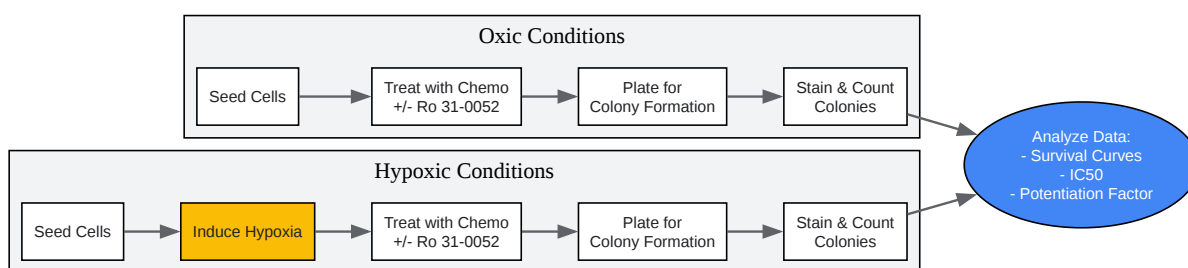 Oxic Conditions
Seed Cells
Treat with Chemo
+/- Ro 31-0052
Plate for
Colony Formation
Stain & Count
Colonies
Hypoxic Conditions
Seed Cells
Induce Hypoxia
Treat with Chemo
+/- Ro 31-0052
Plate for
Colony Formation
Stain & Count
Colonies
Analyze Data:
- Survival Curves
- IC50
- Potentiation Factor